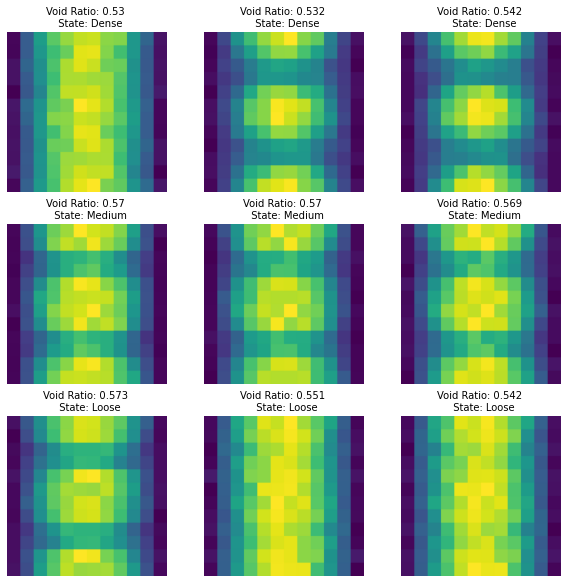 Void Ratio: 0.53
State: Dense
Void Ratio: 0.532
State: Dense
Void Ratio: 0.542
State: Dense
Void Ratio: 0.57
State: Medium
Void Ratio: 0.57
State: Medium
Void Ratio: 0.569
State: Medium
Void Ratio: 0.573
State: Loose
Void Ratio: 0.551
State: Loose
Void Ratio: 0.542
State: Loose